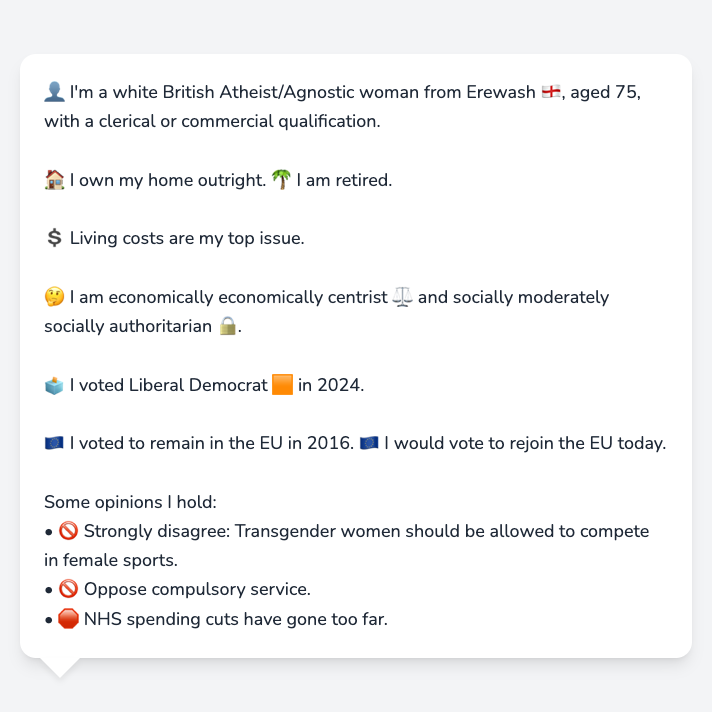 👤 I'm a white British Atheist/Agnostic woman from Erewash 🏴󠁧󠁢󠁥󠁮󠁧󠁿, aged 75,
with a clerical or commercial qualification.
🏠 I own my home outright. 🌴 I am retired.
💲 Living costs are my top issue.
🤔 I am economically economically centrist ⚖️ and socially moderately
socially authoritarian 🔒.
🗳️ I voted Liberal Democrat 🟧 in 2024.
🇪🇺 I voted to remain in the EU in 2016. 🇪🇺 I would vote to rejoin the EU today.
Some opinions I hold:
• 🚫 Strongly disagree: Transgender women should be allowed to compete
in female sports.
• 🚫 Oppose compulsory service.
• 🛑 NHS spending cuts have gone too far.